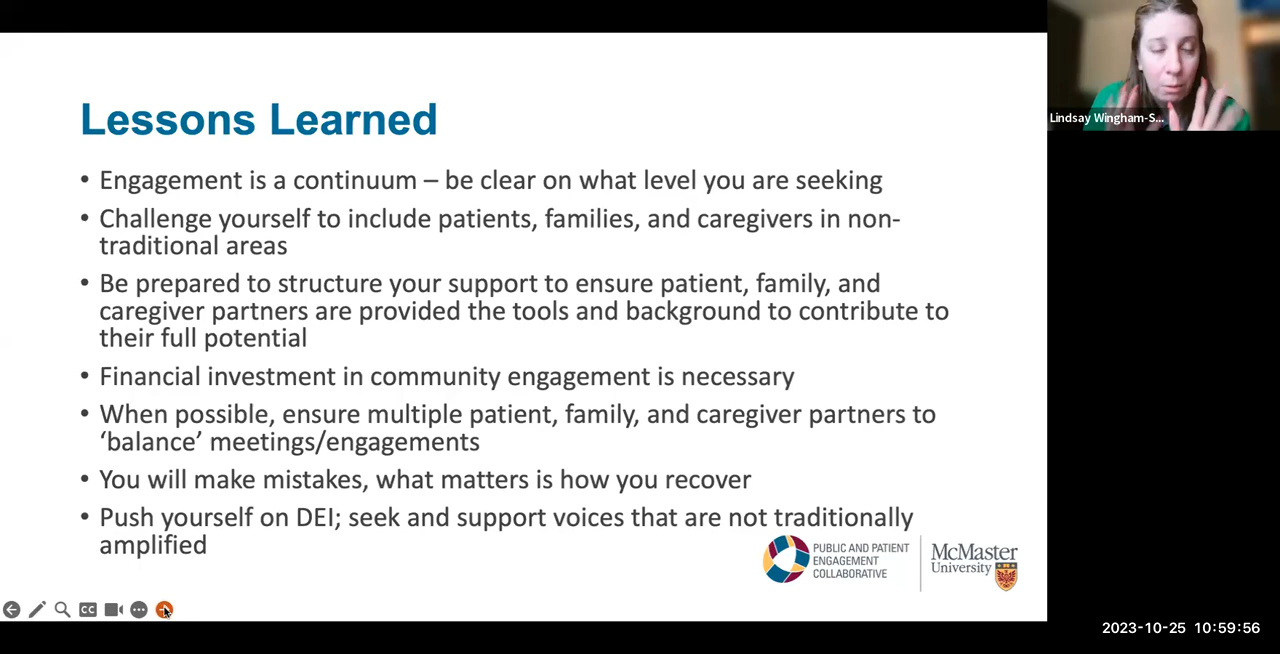 Lessons Learned
• Engagement is a continuum – be clear on what level you are seeking
• Challenge yourself to include patients, families, and caregivers in non-
traditional areas
• Be prepared to structure your support to ensure patient, family, and
caregiver partners are provided the tools and background to contribute to
their full potential
• Financial investment in community engagement is necessary
• When possible, ensure multiple patient, family, and caregiver partners to
‘balance’ meetings/engagements
• You will make mistakes, what matters is how you recover
• Push yourself on DEI; seek and support voices that are not traditionally
amplified
PUBLIC AND PATIENT
ENGAGEMENT
COLLABORATIVE
McMaster
University
CC
Lindsay Wingham-S...
2023-10-25 10:59:56